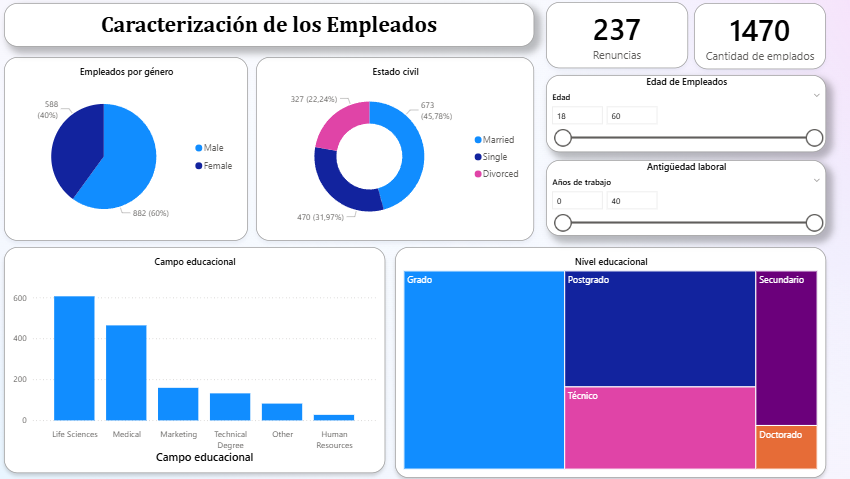 Caracterización de los Empleados
237
Renuncias
1470
Cantidad de emplados
Empleados por género
588
(40%)
882 (60%)
Male
Female
Estado civil
327 (22,24%)
673
(45,78%)
470 (31,97%)
Married
Single
Divorced
Edad de Empleados
Edad
18
60
Antigüedad laboral
Años de trabajo
0
40
Campo educacional
600
400
200
0
Life Sciences
Medical
Marketing
Technical
Degree
Other
Human
Resources
Campo educacional
Nivel educacional
Grado
Postgrado
Técnico
Secundario
Doctorado